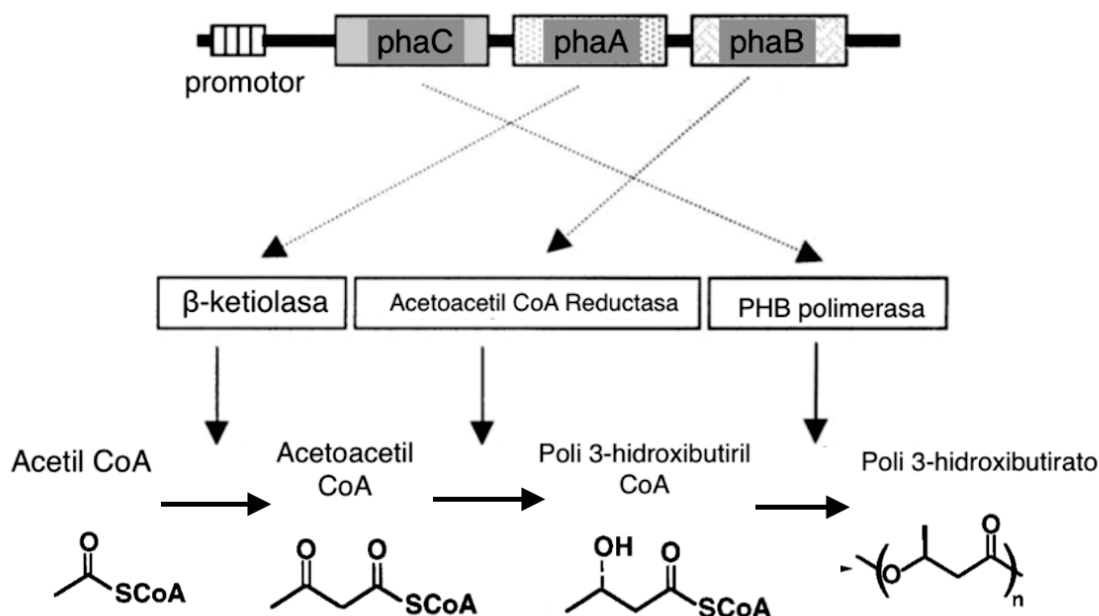 phaC phaA phaB
promotor
β-ketiolasa Acetoacetil CoA Reductasa PHB polimerasa
Acetil CoA
Acetoacetil
CoA
Poli 3-hidroxibutiril
CoA
Poli 3-hidroxibutirato
O
SCoA
O O
SCoA
OH O
SCoA
O
O
n